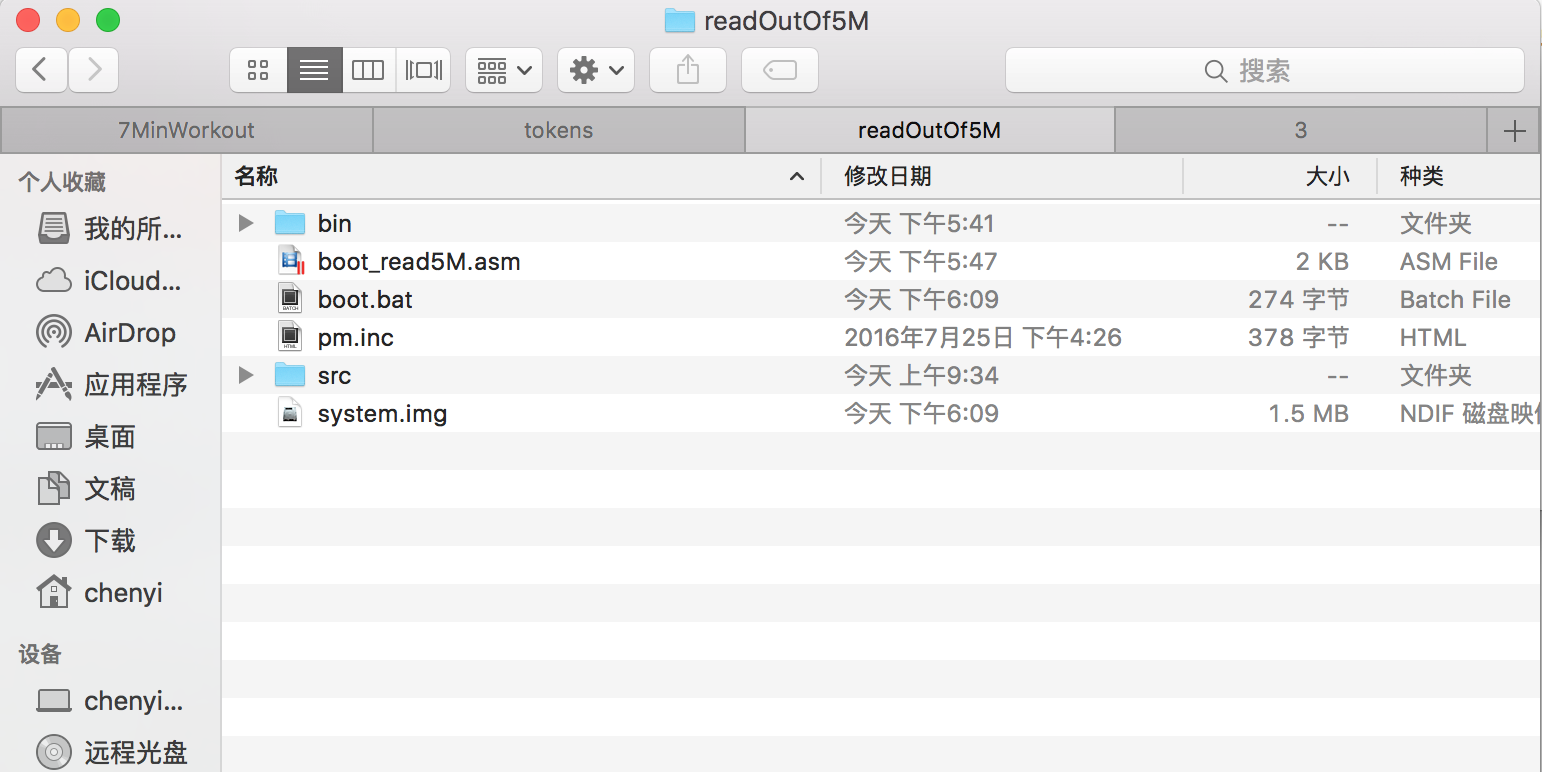 readOutOf5M
搜索
7MinWorkout tokens readOutOf5M 3
个人收藏
我的所...
iCloud...
AirDrop
应用程序
桌面
文稿
下载
chenyi
设备
chenyi...
远程光盘
名称 修改日期 大小 种类
bin 今天 下午5:41 -- 文件夹
boot_read5M.asm 今天 下午5:47 2 KB ASM File
boot.bat 今天 下午6:09 274 字节 Batch File
pm.inc 2016年7月25日 下午4:26 378 字节 HTML
src 今天 上午9:34 -- 文件夹
system.img 今天 下午6:09 1.5 MB NDIF 磁盘映